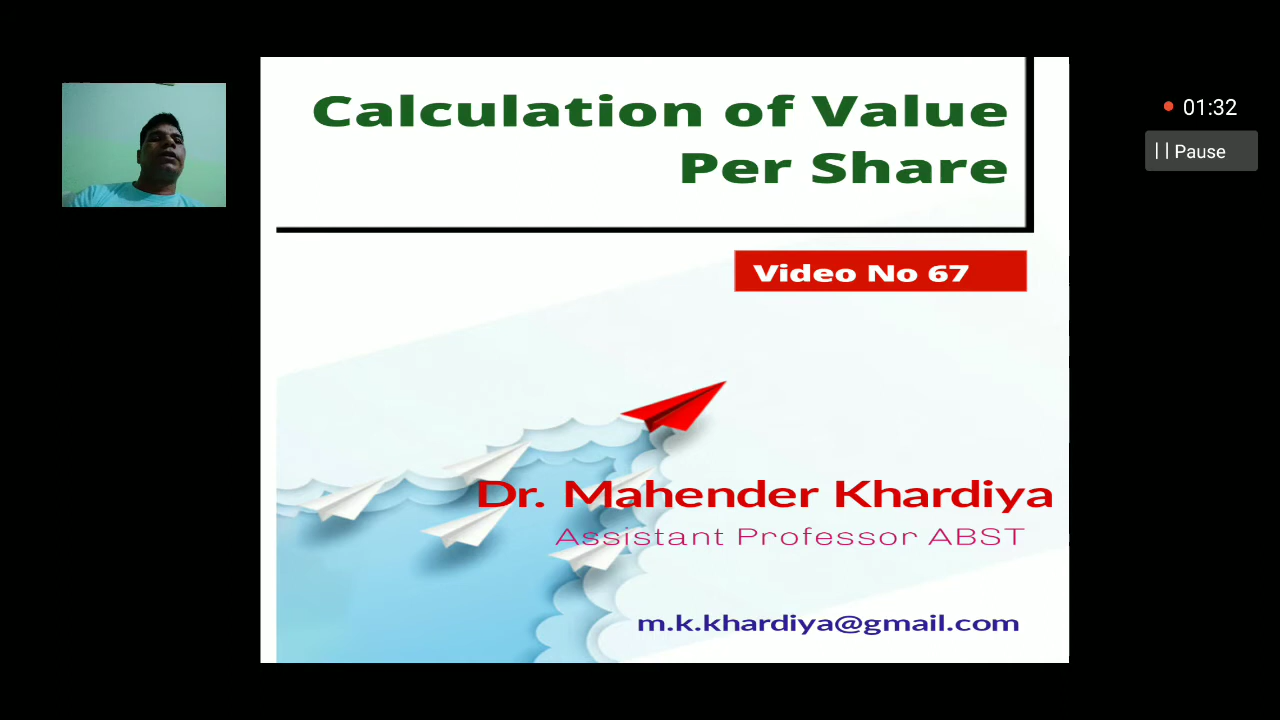 Calculation of Value
Per Share
01:32
Pause
Video No 67
Dr. Mahender Khardiya
Assistant Professor ABST
m.k.khardiya@gmail.com